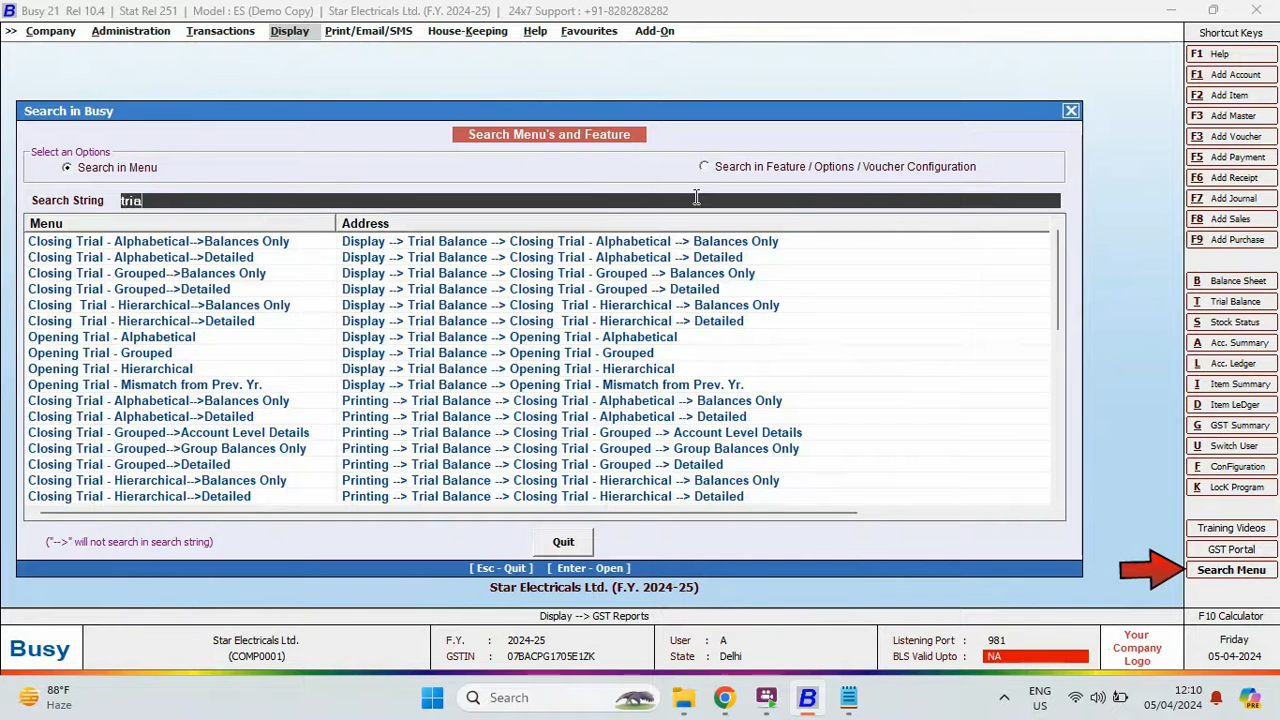 Busy 21 Rel 10.4 | Stat Rel 251 | Model : ES (Demo Copy) | Star Electricals Ltd. (F.Y. 2024-25) | 24x7 Support : +91-8282828282
>> Company Administration Transactions Display Print/Email/SMS House-Keeping Help Favourites Add-On
Search in Busy
Search Menu's and Feature
Select an Options
Search in Menu Search in Feature / Options / Voucher Configuration
Search String tria
Menu Address
Closing Trial - Alphabetical-->Balances Only Display --> Trial Balance --> Closing Trial - Alphabetical --> Balances Only
Closing Trial - Alphabetical-->Detailed Display --> Trial Balance --> Closing Trial - Alphabetical --> Detailed
Closing Trial - Grouped-->Balances Only Display --> Trial Balance --> Closing Trial - Grouped --> Balances Only
Closing Trial - Grouped-->Detailed Display --> Trial Balance --> Closing Trial - Grouped --> Detailed
Closing  Trial - Hierarchical-->Balances Only Display --> Trial Balance --> Closing  Trial - Hierarchical --> Balances Only
Closing  Trial - Hierarchical-->Detailed Display --> Trial Balance --> Closing  Trial - Hierarchical --> Detailed
Opening Trial - Alphabetical Display --> Trial Balance --> Opening Trial - Alphabetical
Opening Trial - Grouped Display --> Trial Balance --> Opening Trial - Grouped
Opening Trial - Hierarchical Display --> Trial Balance --> Opening Trial - Hierarchical
Opening Trial - Mismatch from Prev. Yr. Display --> Trial Balance --> Opening Trial - Mismatch from Prev. Yr.
Closing Trial - Alphabetical-->Balances Only Printing --> Trial Balance --> Closing Trial - Alphabetical --> Balances Only
Closing Trial - Alphabetical-->Detailed Printing --> Trial Balance --> Closing Trial - Alphabetical --> Detailed
Closing Trial - Grouped-->Account Level Details Printing --> Trial Balance --> Closing Trial - Grouped --> Account Level Details
Closing Trial - Grouped-->Group Balances Only Printing --> Trial Balance --> Closing Trial - Grouped --> Group Balances Only
Closing Trial - Grouped-->Detailed Printing --> Trial Balance --> Closing Trial - Grouped --> Detailed
Closing Trial - Hierarchical-->Balances Only Printing --> Trial Balance --> Closing Trial - Hierarchical --> Balances Only
Closing Trial - Hierarchical-->Detailed Printing --> Trial Balance --> Closing Trial - Hierarchical --> Detailed
("-->" will not search in search string) Quit
[ Esc - Quit ] [ Enter - Open ]
Star Electricals Ltd. (F.Y. 2024-25)
Display --> GST Reports
Shortcut Keys
F1 Help
F1 Add Account
F2 Add Item
F3 Add Master
F3 Add Voucher
F5 Add Payment
F6 Add Receipt
F7 Add Journal
F8 Add Sales
F9 Add Purchase
B Balance Sheet
T Trial Balance
S Stock Status
A Acc. Summary
L Acc. Ledger
I Item Summary
D Item LeDger
G GST Summary
U Switch User
F ConFiguration
K LocK Program
Training Videos
GST Portal
Search Menu
F10 Calculator
Busy
Star Electricals Ltd.
(COMP0001)
F.Y. : 2024-25
GSTIN : 07BACPG1705E1ZK
User : A
State : Delhi
Listening Port : 981
BLS Valid Upto : NA
Your
Company
Logo
Friday
05-04-2024
88°F
Haze
Search
ENG
US
12:10
05/04/2024